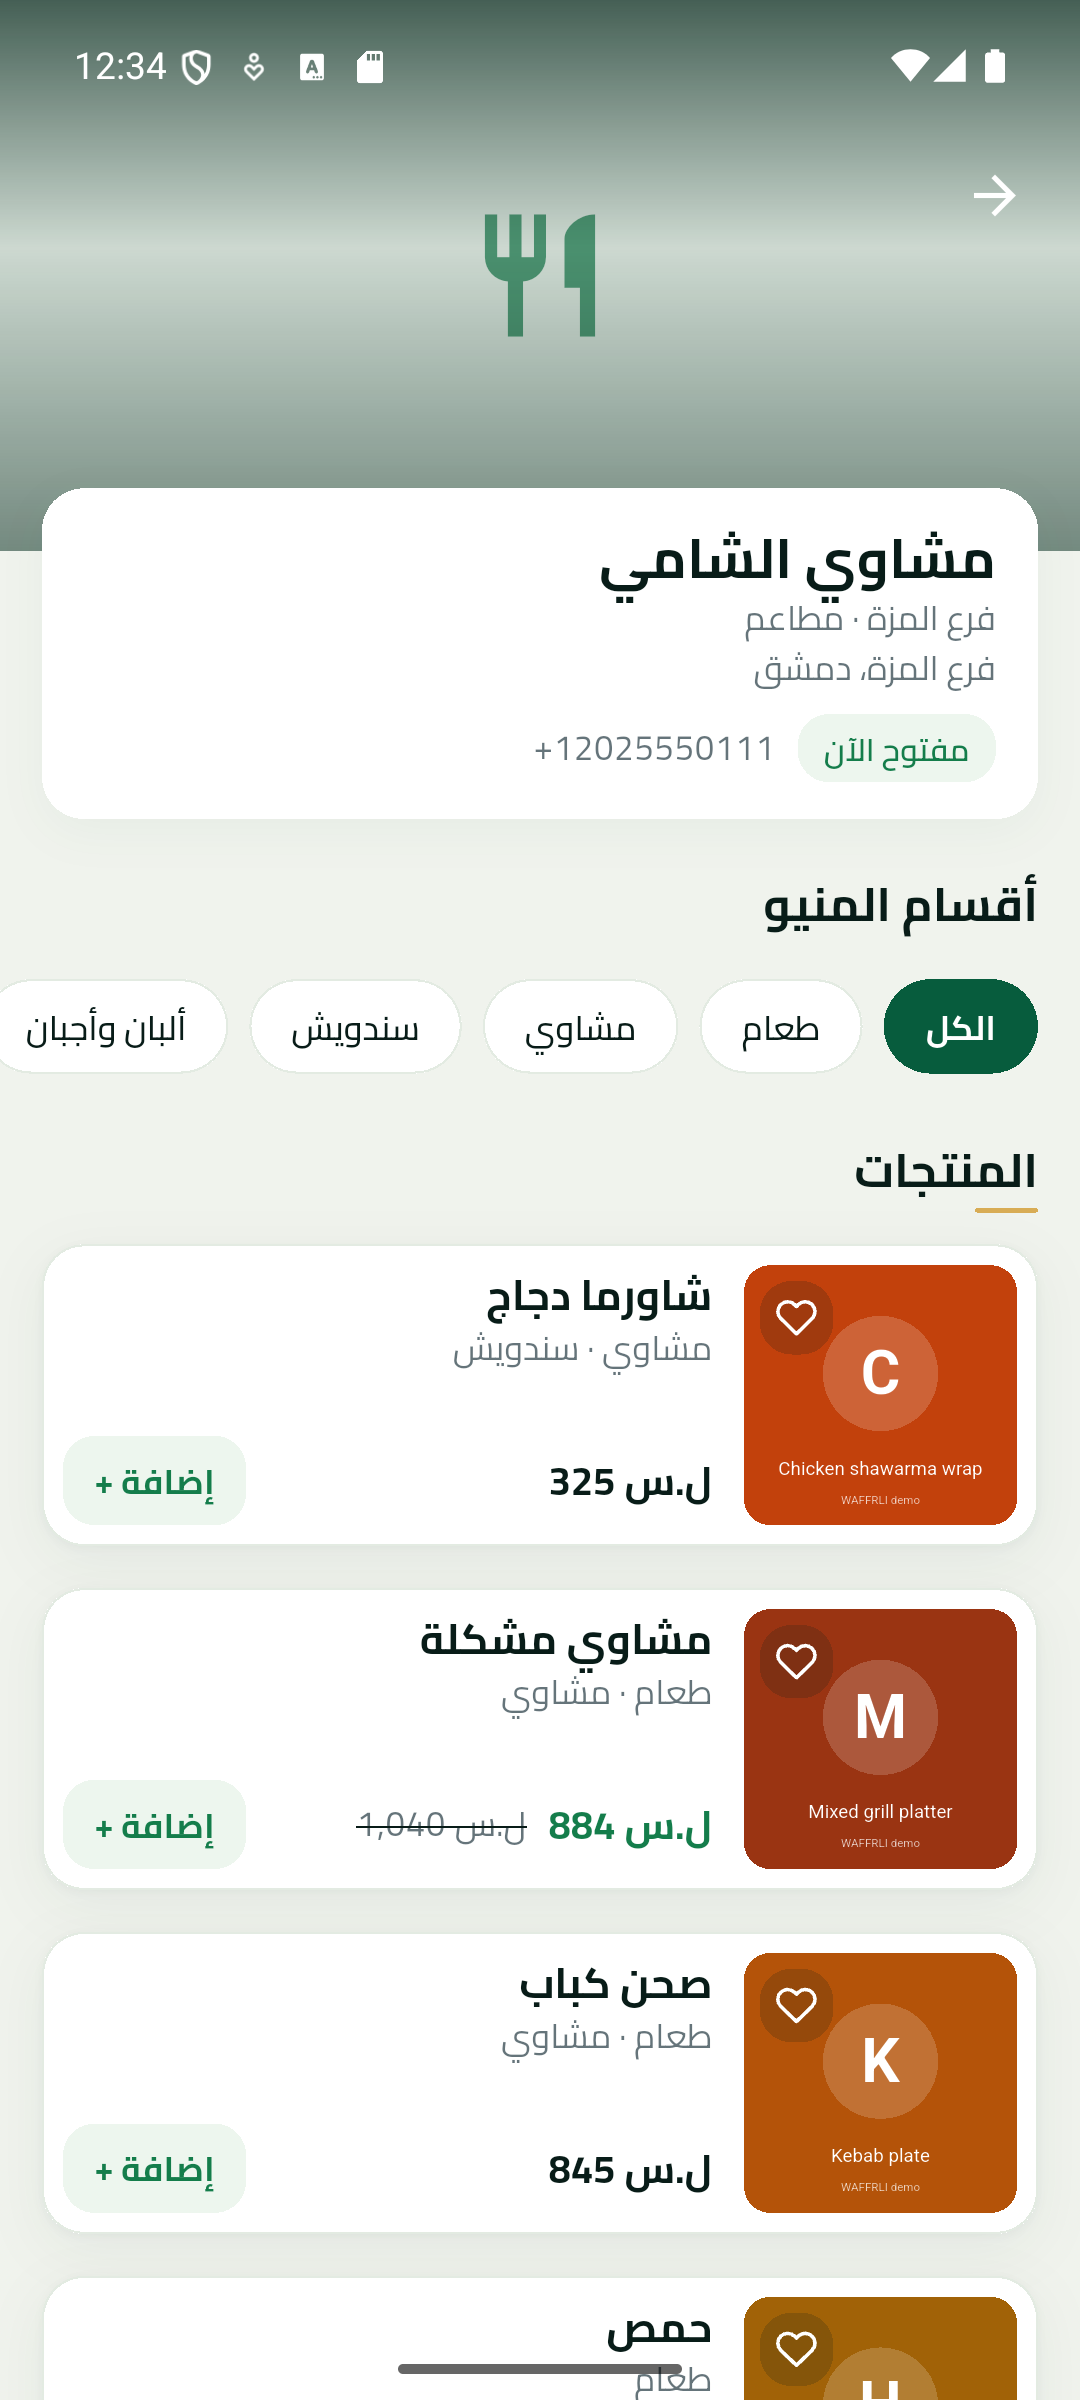 12:34
مشاوي الشامي
فرع المزة · مطاعم
فرع المزة، دمشق
مفتوح الآن
+12025550111
أقسام المنيو
الكل
طعام
مشاوي
سندويش
ألبان وأجبان
المنتجات
C
Chicken shawarma wrap
WAFFRLI demo
شاورما دجاج
مشاوي · سندويش
ل.س 325
إضافة +
M
Mixed grill platter
WAFFRLI demo
مشاوي مشكلة
طعام · مشاوي
ل.س 884
ل.س 1,040
إضافة +
K
Kebab plate
WAFFRLI demo
صحن كباب
طعام · مشاوي
ل.س 845
إضافة +
H
حمص
طعام